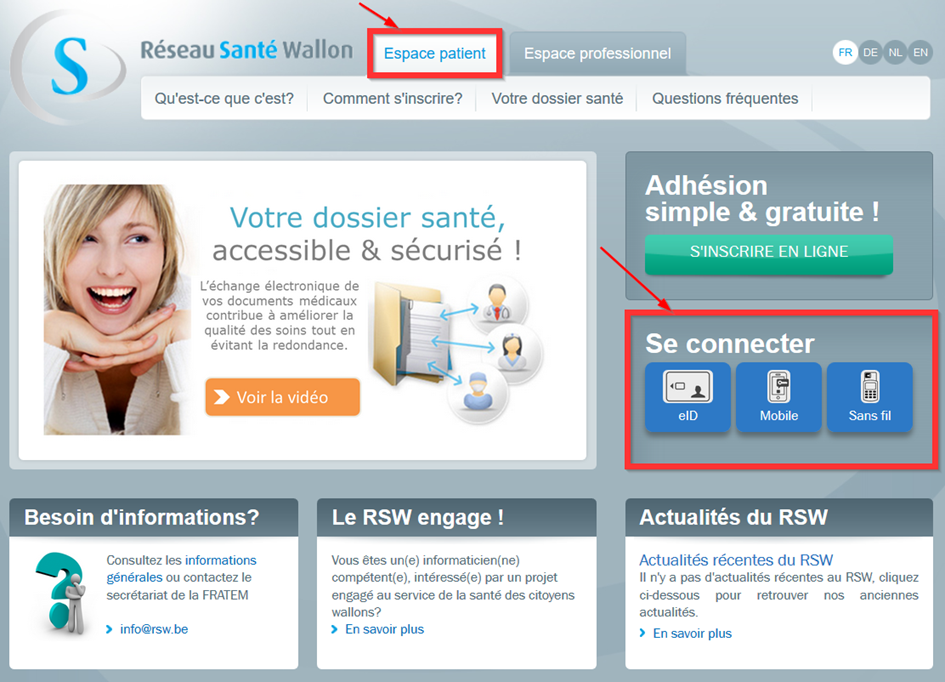 S
Réseau Santé Wallon
Espace patient
Espace professionnel
FR DE NL EN
Qu'est-ce que c'est? Comment s'inscrire? Votre dossier santé Questions fréquentes
Votre dossier santé,
accessible & sécurisé !
L'échange électronique de
vos documents médicaux
contribue à améliorer la
qualité des soins tout en
évitant la redondance.
Voir la vidéo
Adhésion
simple & gratuite !
S'INSCRIRE EN LIGNE
Se connecter
eID Mobile Sans fil
Besoin d'informations?
Consultez les informations
générales ou contactez le
secrétariat de la FRATEM
info@rsw.be
Le RSW engage !
Vous êtes un(e) informaticien(ne)
compétent(e), intéressé(e) par un projet
engagé au service de la santé des citoyens
wallons?
En savoir plus
Actualités du RSW
Actualités récentes du RSW
Il n'y a pas d'actualités récentes au RSW, cliquez
ci-dessous pour retrouver nos anciennes
actualités.
En savoir plus